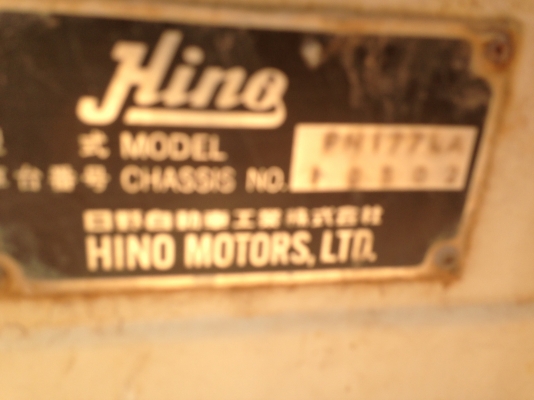 Hino
式 MODEL
台番号 CHASSIS NO.
日野自動車工業株式会社
HINO MOTORS, LTD.